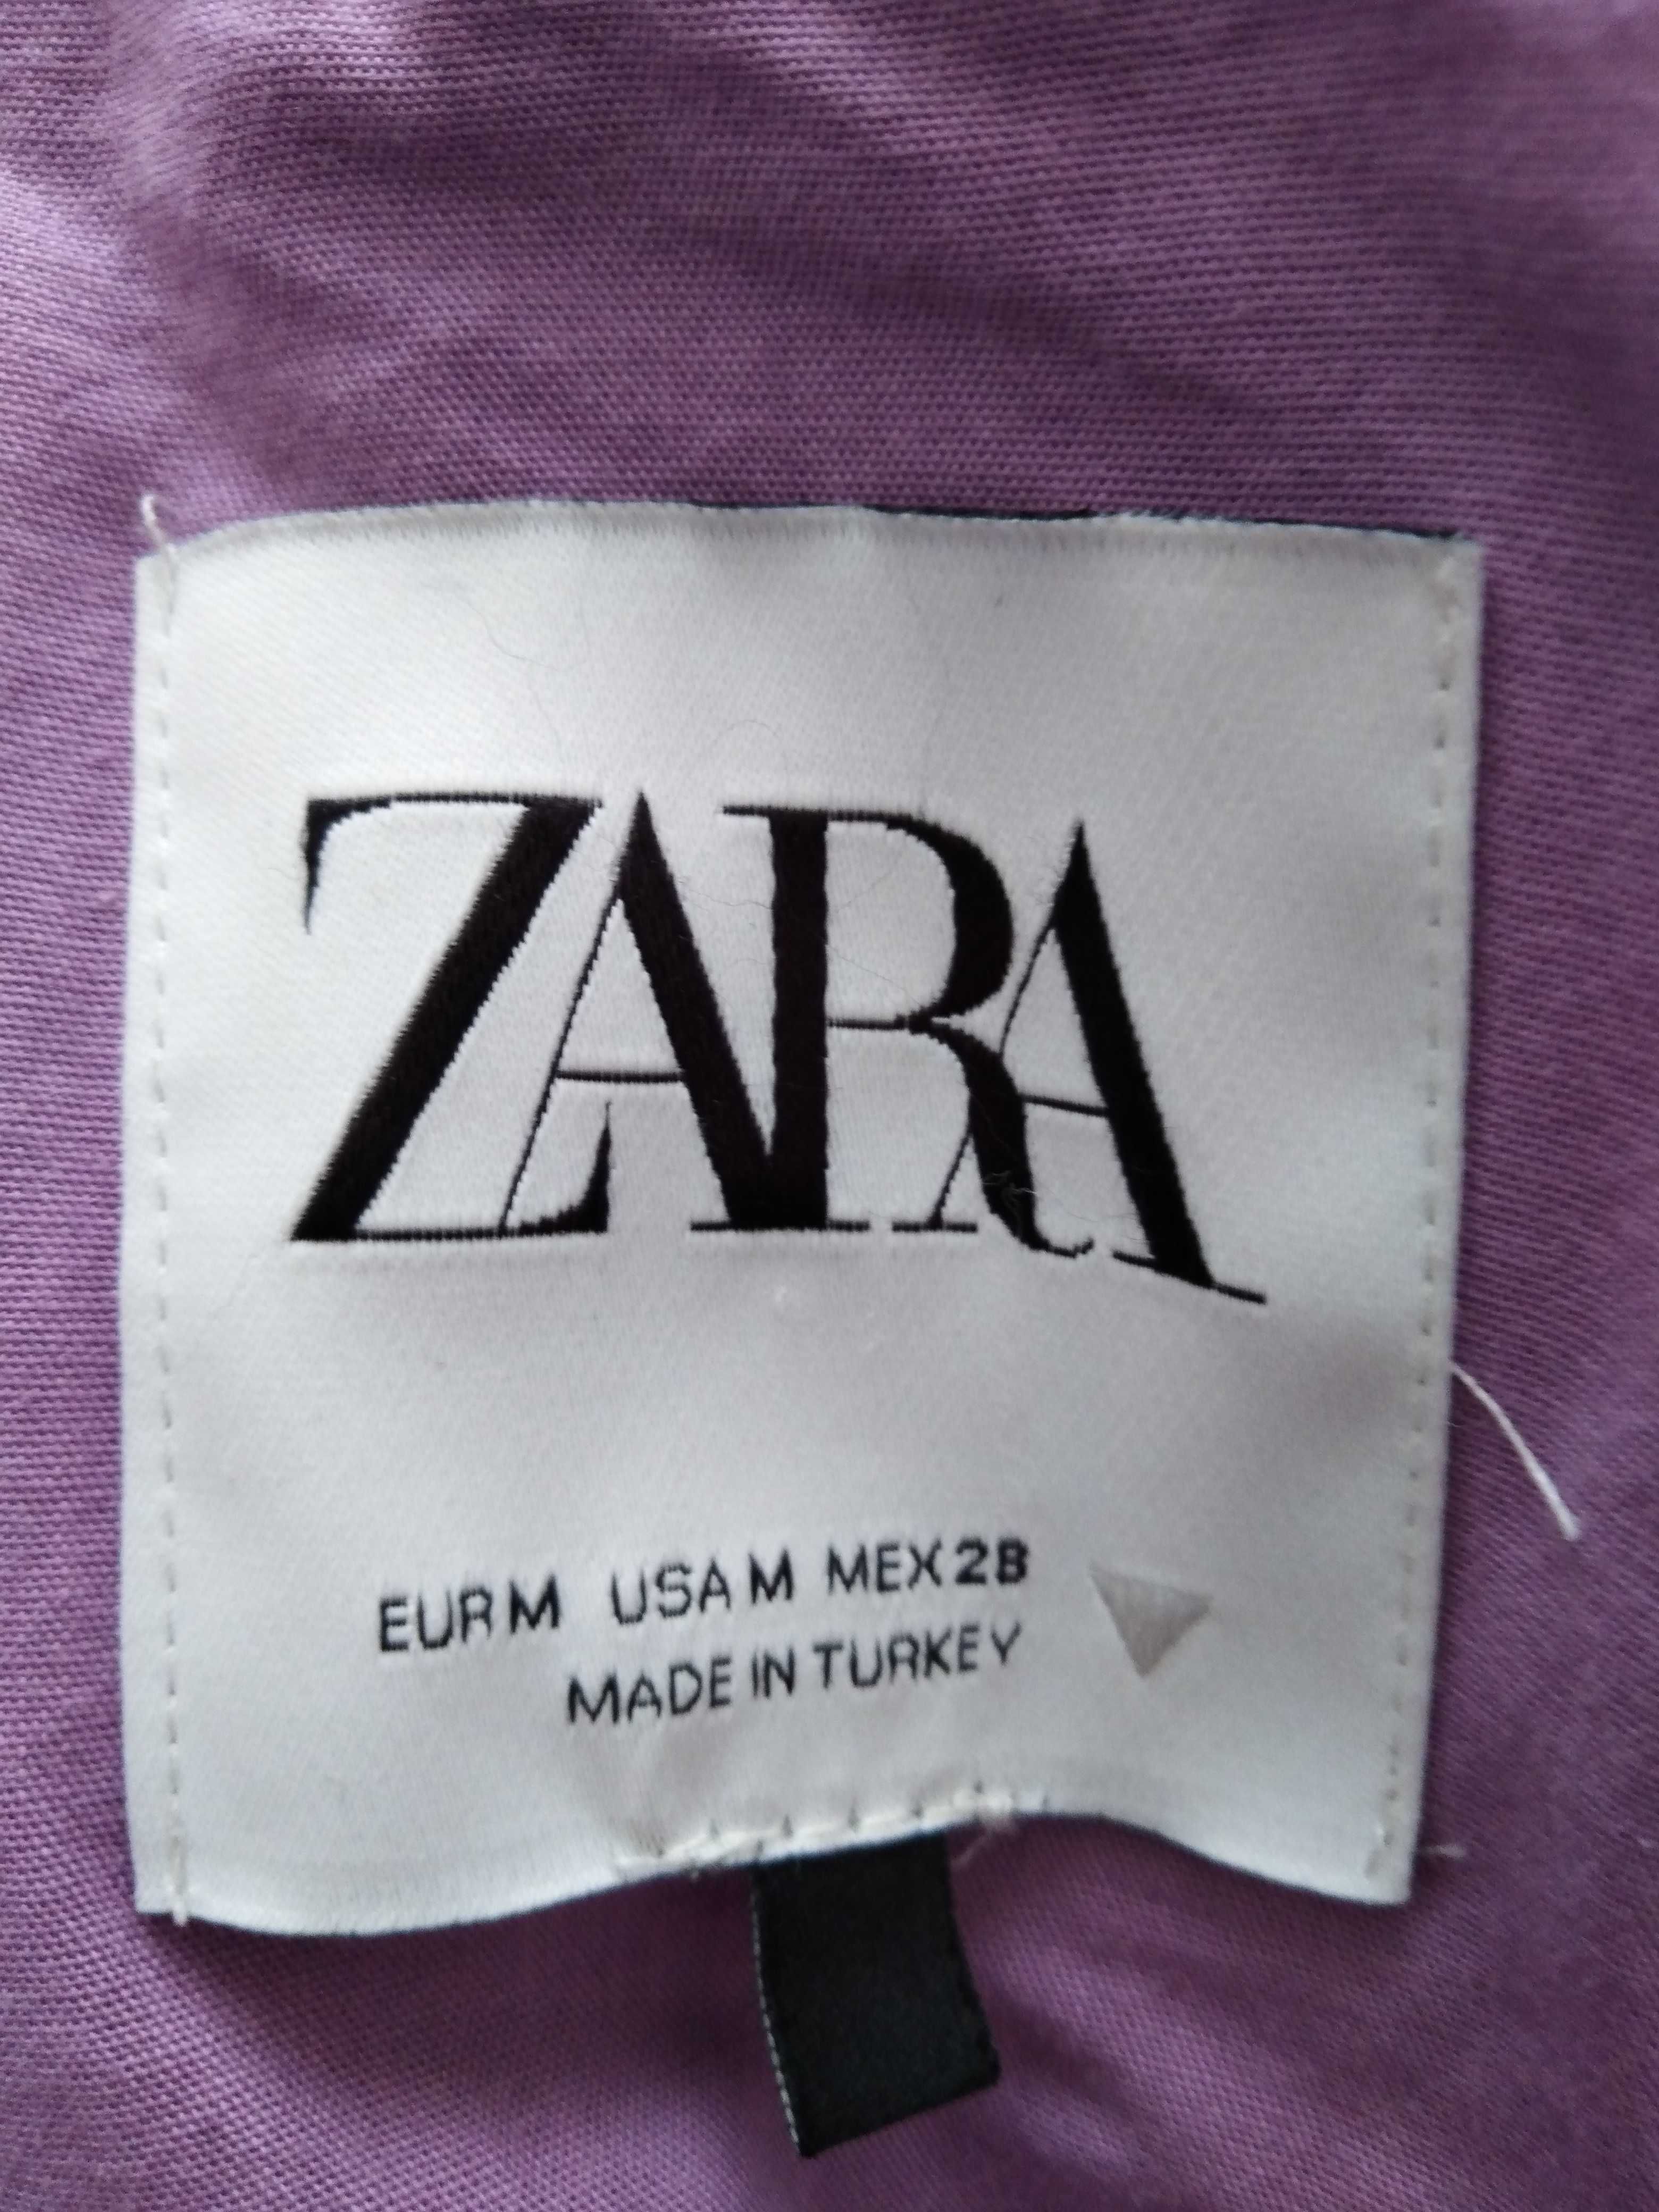 ZARA
EUR M USA M MEX 28
MADE IN TURKEY